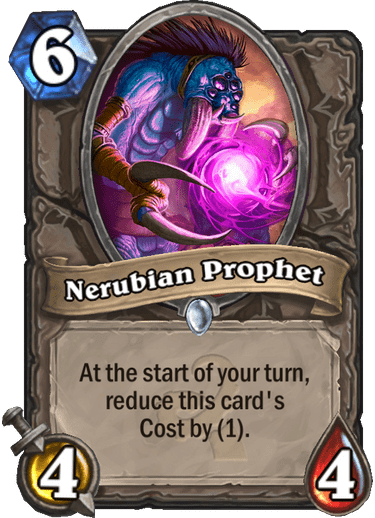 6
Nerubian Prophet
At the start of your turn,
reduce this card's
Cost by (1).
4
4